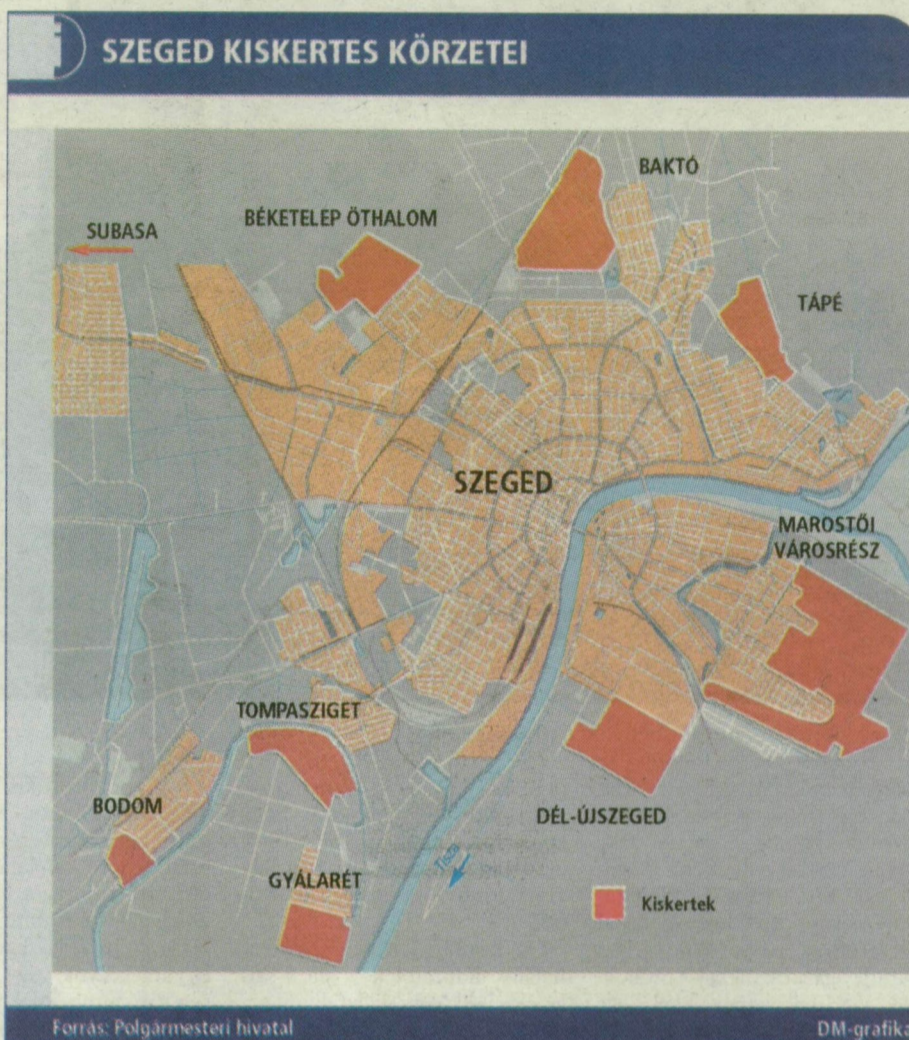 SZEGED KISKERTES KÖRZETEI
BAKTÓ
BÉKETELEP ÖTHALOM
SUBASA
TÁPÉ
SZEGED
MAROSTŐI
VÁROSRÉSZ
TOMPASZIGET
BODOM
DÉL-ÚJSZEGED
GYÁLARÉT
Tisza
Kiskertek
Forrás: Polgármesteri hivatal
DM-grafika